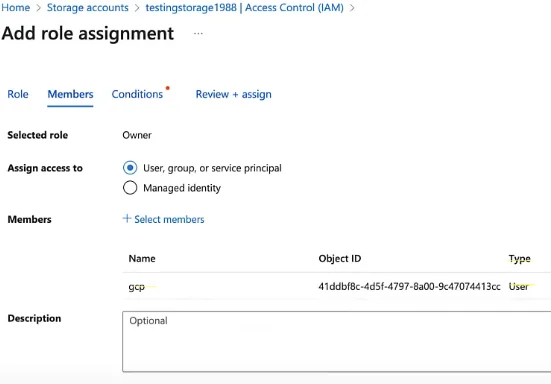 Home > Storage accounts > testingstorage1988 | Access Control (IAM) >
Add role assignment ...
Role Members Conditions Review + assign
Selected role Owner
Assign access to User, group, or service principal
Managed identity
Members + Select members
Name Object ID Type
gcp 41ddbf8c-4d5f-4797-8a00-9c47074413cc User
Description Optional